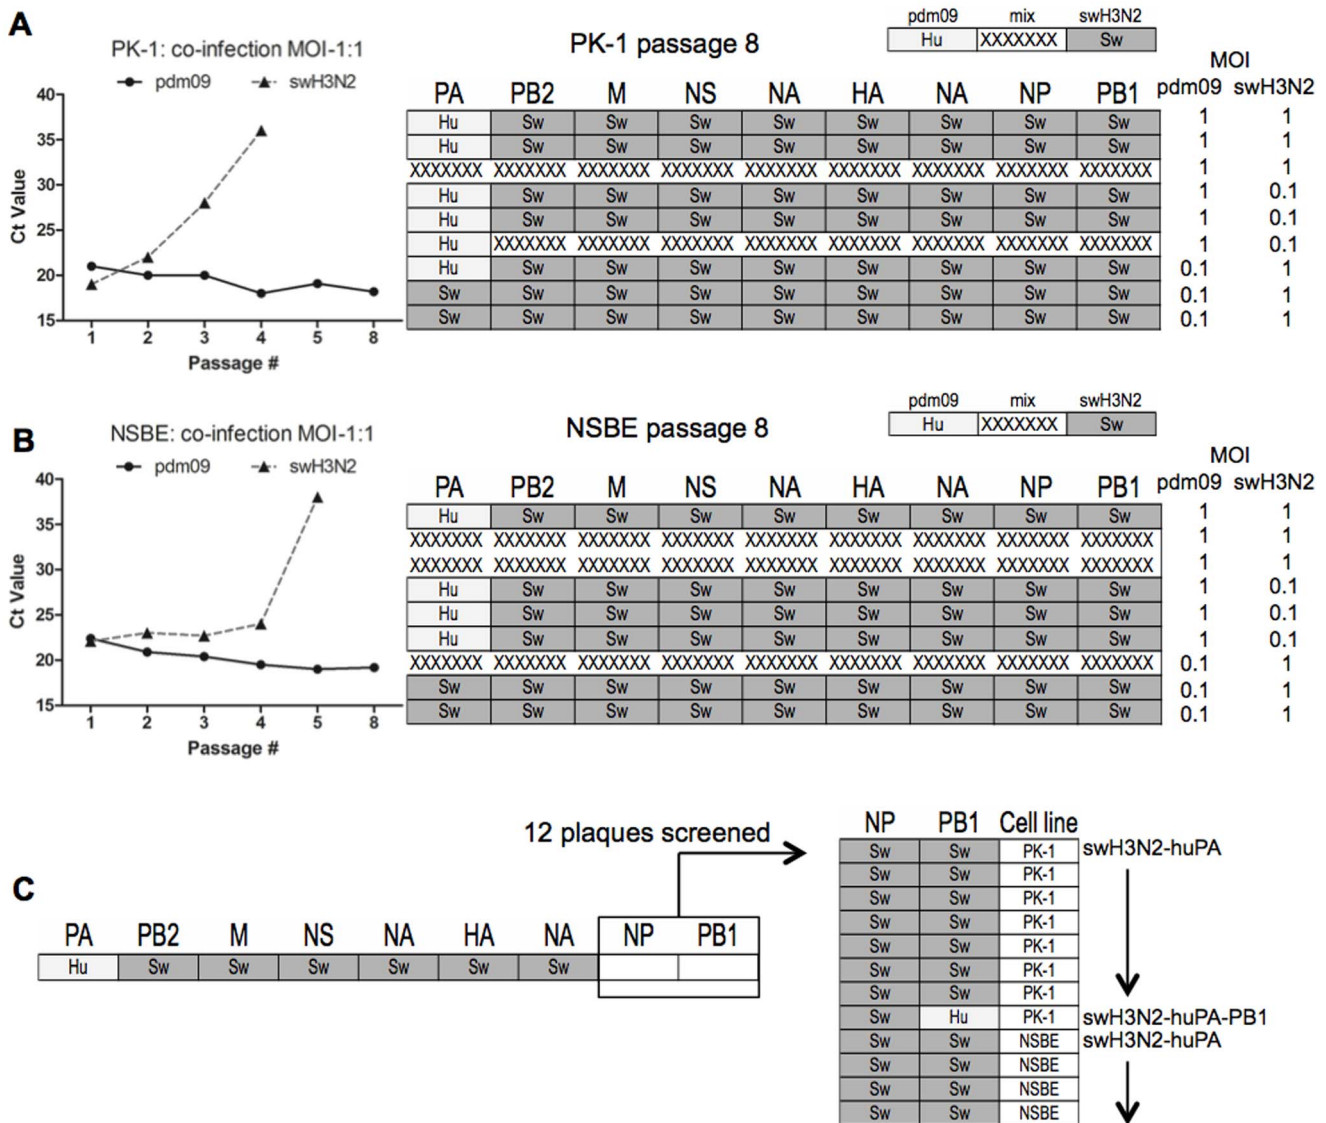 A
PK-1: co-infection MOI-1:1
pdm09 swH3N2
Ct Value
40
35
30
25
20
15
1 2 3 4 5 8
Passage #
PK-1 passage 8
pdm09 mix swH3N2
Hu XXXXXXX Sw
MOI
PA PB2 M NS NA HA NA NP PB1 pdm09 swH3N2
Hu Sw Sw Sw Sw Sw Sw Sw Sw 1 1
Hu Sw Sw Sw Sw Sw Sw Sw Sw 1 1
XXXXXXX XXXXXXX XXXXXXX XXXXXXX XXXXXXX XXXXXXX XXXXXXX XXXXXXX XXXXXXX 1 1
Hu Sw Sw Sw Sw Sw Sw Sw Sw 1 0.1
Hu Sw Sw Sw Sw Sw Sw Sw Sw 1 0.1
Hu XXXXXXX XXXXXXX XXXXXXX XXXXXXX XXXXXXX XXXXXXX XXXXXXX XXXXXXX 1 0.1
Hu Sw Sw Sw Sw Sw Sw Sw Sw 0.1 1
Sw Sw Sw Sw Sw Sw Sw Sw Sw 0.1 1
Sw Sw Sw Sw Sw Sw Sw Sw Sw 0.1 1
B
NSBE: co-infection MOI-1:1
pdm09 swH3N2
Ct Value
40
35
30
25
20
15
1 2 3 4 5 8
Passage #
NSBE passage 8
pdm09 mix swH3N2
Hu XXXXXXX Sw
MOI
PA PB2 M NS NA HA NA NP PB1 pdm09 swH3N2
Hu Sw Sw Sw Sw Sw Sw Sw Sw 1 1
XXXXXXX XXXXXXX XXXXXXX XXXXXXX XXXXXXX XXXXXXX XXXXXXX XXXXXXX XXXXXXX 1 1
XXXXXXX XXXXXXX XXXXXXX XXXXXXX XXXXXXX XXXXXXX XXXXXXX XXXXXXX XXXXXXX 1 1
Hu Sw Sw Sw Sw Sw Sw Sw Sw 1 0.1
Hu Sw Sw Sw Sw Sw Sw Sw Sw 1 0.1
Hu Sw Sw Sw Sw Sw Sw Sw Sw 1 0.1
XXXXXXX XXXXXXX XXXXXXX XXXXXXX XXXXXXX XXXXXXX XXXXXXX XXXXXXX XXXXXXX 0.1 1
Sw Sw Sw Sw Sw Sw Sw Sw Sw 0.1 1
Sw Sw Sw Sw Sw Sw Sw Sw Sw 0.1 1
C
PA PB2 M NS NA HA NA NP PB1
Hu Sw Sw Sw Sw Sw Sw
12 plaques screened
NP PB1 Cell line
Sw Sw PK-1 swH3N2-huPA
Sw Sw PK-1
Sw Sw PK-1
Sw Sw PK-1
Sw Sw PK-1
Sw Sw PK-1
Sw Sw PK-1
Sw Hu PK-1 swH3N2-huPA-PB1
Sw Sw NSBE swH3N2-huPA
Sw Sw NSBE
Sw Sw NSBE
Sw Sw NSBE